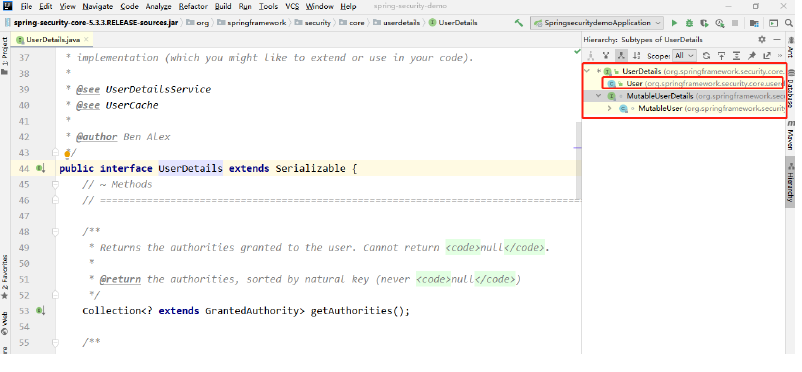 File Edit View Navigate Code Analyze Refactor Build Run Tools VCS Window Help spring-security-demo
spring-security-core-5.3.3.RELEASE-sources.jar org springframework security core userdetails UserDetails SpringsecuritydemoApplication
UserDetails.java
Hierarchy: Subtypes of UserDetails
Scope: All
37 * implementation (which you might like to extend or use in your code).
38 *
39 * @see UserDetailsService
40 * @see UserCache
41 *
42 * @author Ben Alex
43 */
44 public interface UserDetails extends Serializable {
45 // ~ Methods
46 // ====================================================================================
47
48 /**
49 * Returns the authorities granted to the user. Cannot return <code>null</code>.
50 *
51 * @return the authorities, sorted by natural key (never <code>null</code>)
52 */
53 Collection<? extends GrantedAuthority> getAuthorities();
54
55 /**
UserDetails (org.springframework.security.core.
User (org.springframework.security.core.user
MutableUserDetails (org.springframework.sec
MutableUser (org.springframework.security
1: Project
2: Favorites
Web
Ant
Database
Maven
Hierarchy